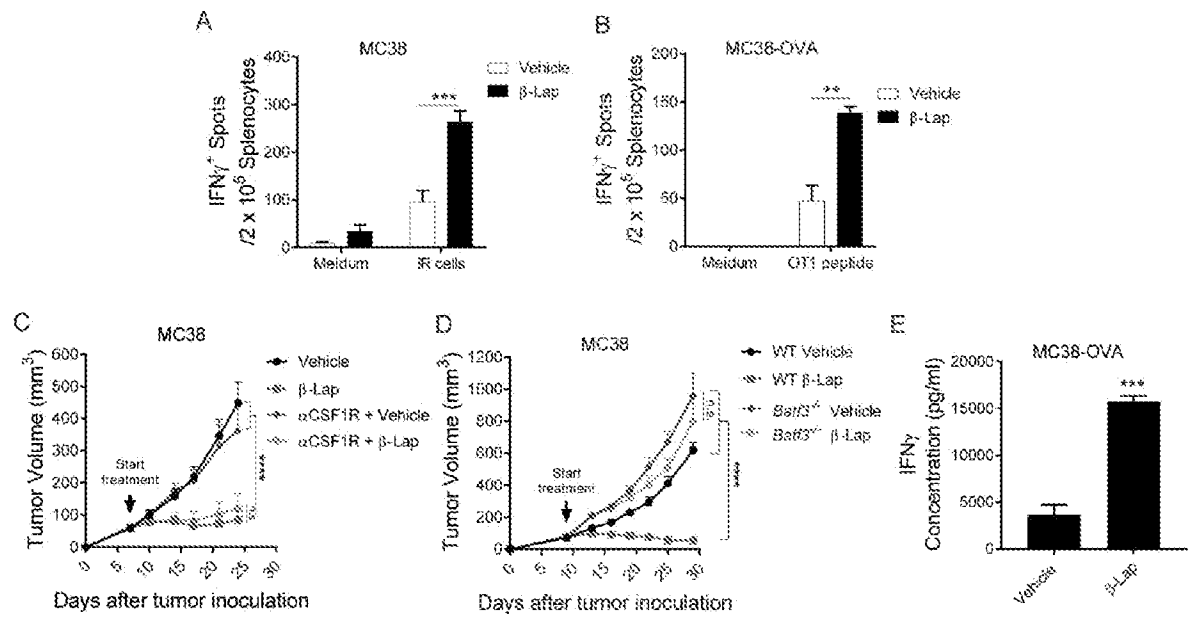 A
MC38
IFNγ+ Spots
/2 x 10⁵ Splenocytes
400
300
200
100
0
Meidum
IR cells
***
Vehicle
β-Lap
B
MC38-OVA
IFNγ+ Spots
/2 x 10⁵ Splenocytes
200
150
100
50
0
Meidum
OT1 peptide
**
Vehicle
β-Lap
C
MC38
Tumor Volume (mm³)
600
500
400
300
200
100
0
Start
treatment
0
5
10
15
20
25
30
Days after tumor inoculation
****
Vehicle
β-Lap
αCSF1R + Vehicle
αCSF1R + β-Lap
D
MC38
Tumor Volume (mm³)
1200
1000
800
600
400
200
0
Start
treatment
0
5
10
15
20
25
30
Days after tumor inoculation
****
WT Vehicle
WT β-Lap
Batf3-/- Vehicle
Batf3-/- β-Lap
E
MC38-OVA
IFNγ
Concentration (pg/ml)
20000
15000
10000
5000
0
***
Vehicle
β-Lap